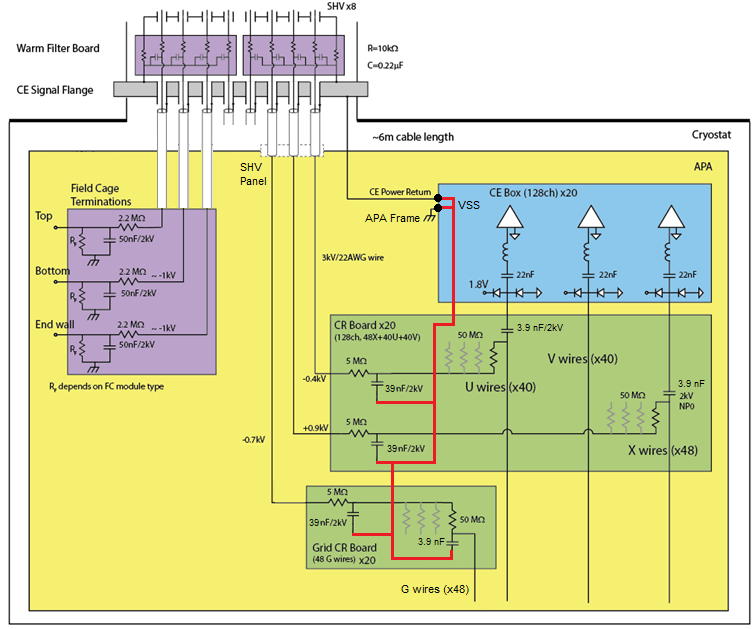 SHV x8
Warm Filter Board
R=10kΩ
C=0.22µF
CE Signal Flange
~6m cable length
Cryostat
SHV
Panel
APA
Field Cage
Terminations
CE Power Return
CE Box (128ch) x20
VSS
APA Frame
Top
2.2 MΩ
RF
50nF/2kV
3kV/22AWG wire
22nF
22nF
22nF
1.8V
Bottom
2.2 MΩ
~ -1kV
RF
50nF/2kV
End wall
2.2 MΩ
~ -1kV
RF
50nF/2kV
RF depends on FC module type
CR Board x20
(128ch, 48X+40U+40V)
50 MΩ
3.9 nF/2kV
5 MΩ
V wires (x40)
-0.4kV
39nF/2kV
U wires (x40)
50 MΩ
3.9 nF
2kV
NP0
+0.9kV
5 MΩ
39nF/2kV
X wires (x48)
-0.7kV
5 MΩ
39nF/2kV
50 MΩ
3.9 nF
Grid CR Board
(48 G wires) x20
G wires (x48)